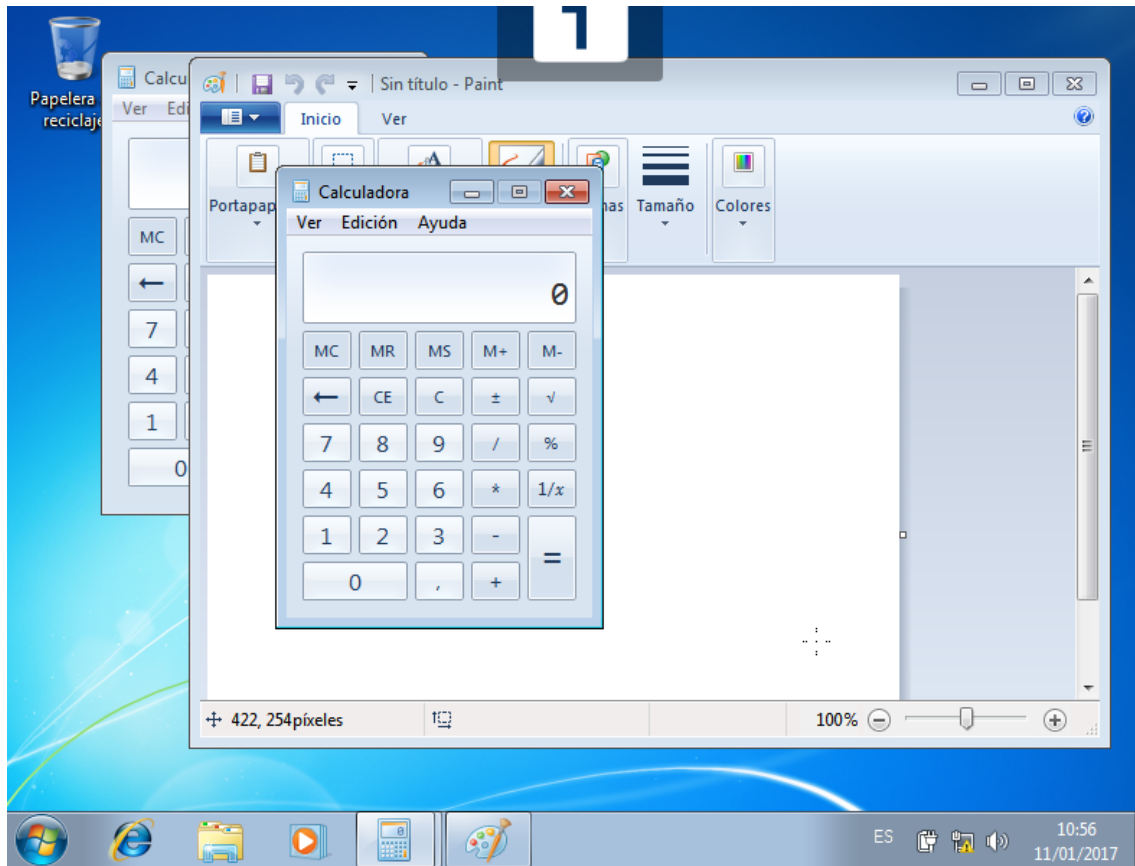 1
Papelera
reciclaje
Calcu
Ver Edi
MC
←
7
4
1
0
Sin título - Paint
Inicio Ver
Portapap
Tamaño
Colores
Calculadora
Ver Edición Ayuda
0
MC MR MS M+ M-
← CE C ± √
7 8 9 / %
4 5 6 * 1/x
1 2 3 - =
0 , +
422, 254píxeles
100%
ES
10:56
11/01/2017